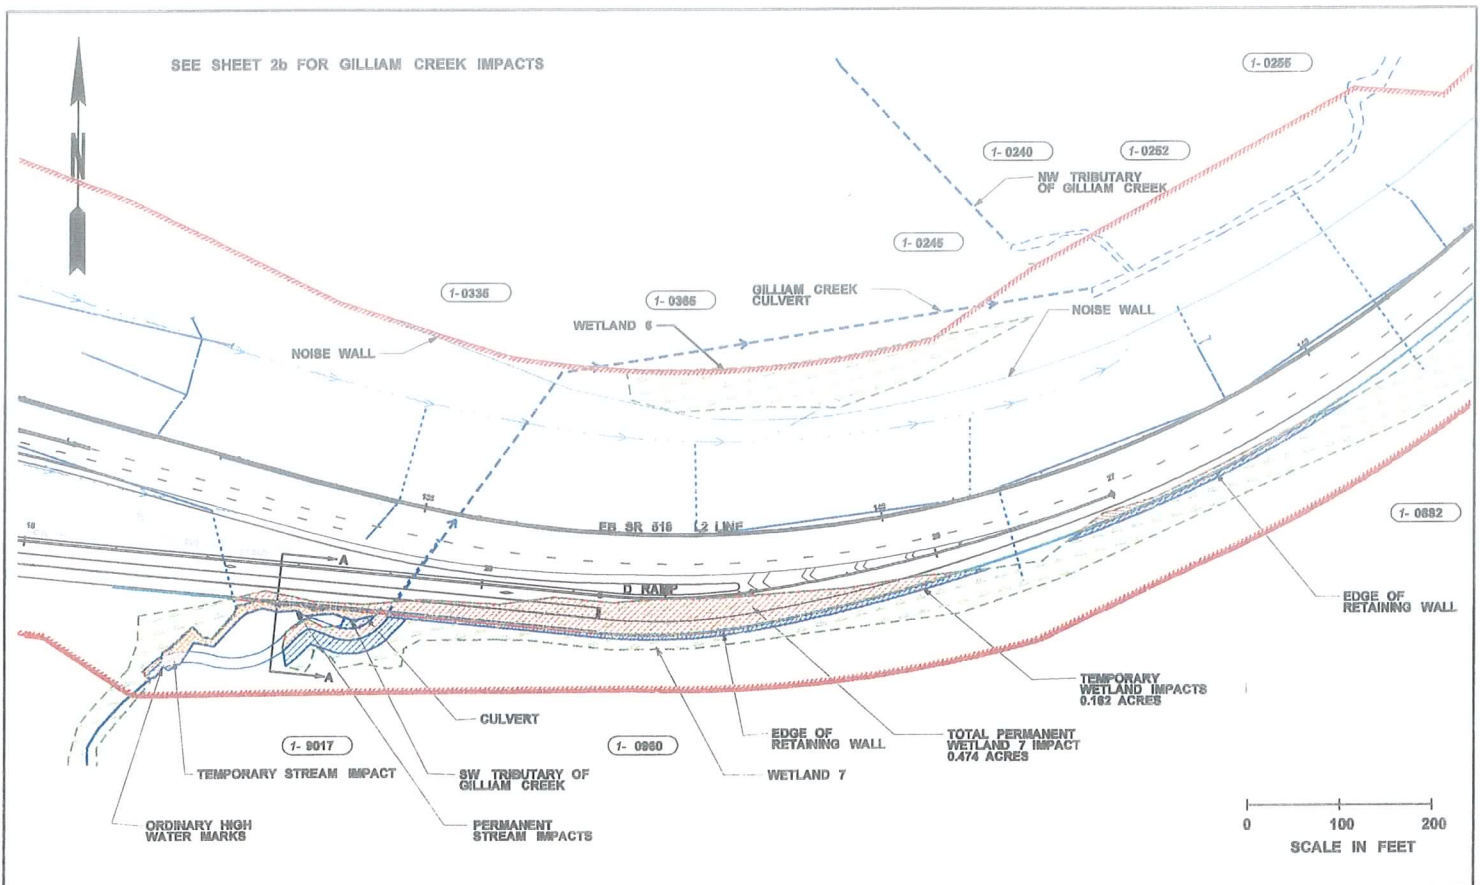 SEE SHEET 2b FOR GILLIAM CREEK IMPACTS
N
1-0255
1-0240
1-0252
NW TRIBUTARY
OF GILLIAM CREEK
1-0245
1-0335
1-0365
GILLIAM CREEK
CULVERT
NOISE WALL
WETLAND 6
NOISE WALL
EB SR 518 L2 LINE
1-0882
A
D RAMP
EDGE OF
RETAINING WALL
A
TEMPORARY
WETLAND IMPACTS
0.162 ACRES
CULVERT
1-9017
1-0960
EDGE OF
RETAINING WALL
TOTAL PERMANENT
WETLAND 7 IMPACT
0.474 ACRES
TEMPORARY STREAM IMPACT
SW TRIBUTARY OF
GILLIAM CREEK
WETLAND 7
ORDINARY HIGH
WATER MARKS
PERMANENT
STREAM IMPACTS
0 100 200
SCALE IN FEET